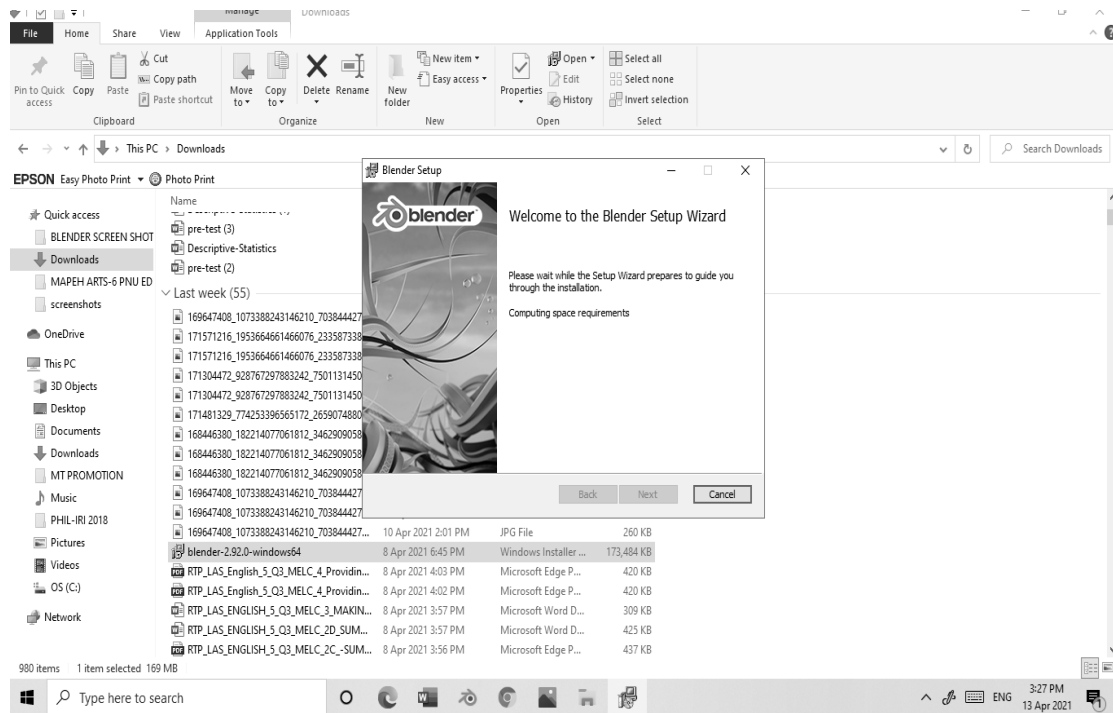 Manage
Downloads
File
Home
Share
View
Application Tools
Pin to Quick access
Copy
Paste
Cut
Copy path
Paste shortcut
Clipboard
Move to
Copy to
Delete
Rename
Organize
New folder
New item
Easy access
New
Properties
Open
Edit
History
Open
Select all
Select none
Invert selection
Select
This PC > Downloads
Search Downloads
EPSON Easy Photo Print Photo Print
Quick access
BLENDER SCREEN SHOT
Downloads
MAPEH ARTS-6 PNU ED
screenshots
OneDrive
This PC
3D Objects
Desktop
Documents
Downloads
MT PROMOTION
Music
PHIL-IRI 2018
Pictures
Videos
OS (C:)
Network
Name
pre-test (3)
Descriptive-Statistics
pre-test (2)
Last week (55)
169647408_1073388243146210_703844427
171571216_1953664661466076_233587338
171571216_1953664661466076_233587338
171304472_928767297883242_7501131450
171304472_928767297883242_7501131450
171481329_774253396565172_2659074880
168446380_182214077061812_3462909058
168446380_182214077061812_3462909058
168446380_182214077061812_3462909058
169647408_1073388243146210_703844427
169647408_1073388243146210_703844427
169647408_1073388243146210_703844427... 10 Apr 2021 2:01 PM JPG File 260 KB
blender-2.92.0-windows64 8 Apr 2021 6:45 PM Windows Installer ... 173,484 KB
RTP_LAS_English_5_Q3_MELC_4_Providin... 8 Apr 2021 4:03 PM Microsoft Edge P... 420 KB
RTP_LAS_English_5_Q3_MELC_4_Providin... 8 Apr 2021 4:02 PM Microsoft Edge P... 420 KB
RTP_LAS_ENGLISH_5_Q3_MELC_3_MAKIN... 8 Apr 2021 3:57 PM Microsoft Word D... 309 KB
RTP_LAS_ENGLISH_5_Q3_MELC_2D_SUM... 8 Apr 2021 3:57 PM Microsoft Word D... 425 KB
RTP_LAS_ENGLISH_5_Q3_MELC_2C_-SUM... 8 Apr 2021 3:56 PM Microsoft Edge P... 437 KB
Blender Setup
blender
Welcome to the Blender Setup Wizard
Please wait while the Setup Wizard prepares to guide you
through the installation.
Computing space requirements
Back
Next
Cancel
980 items 1 item selected 169 MB
Type here to search
ENG
3:27 PM
13 Apr 2021
1